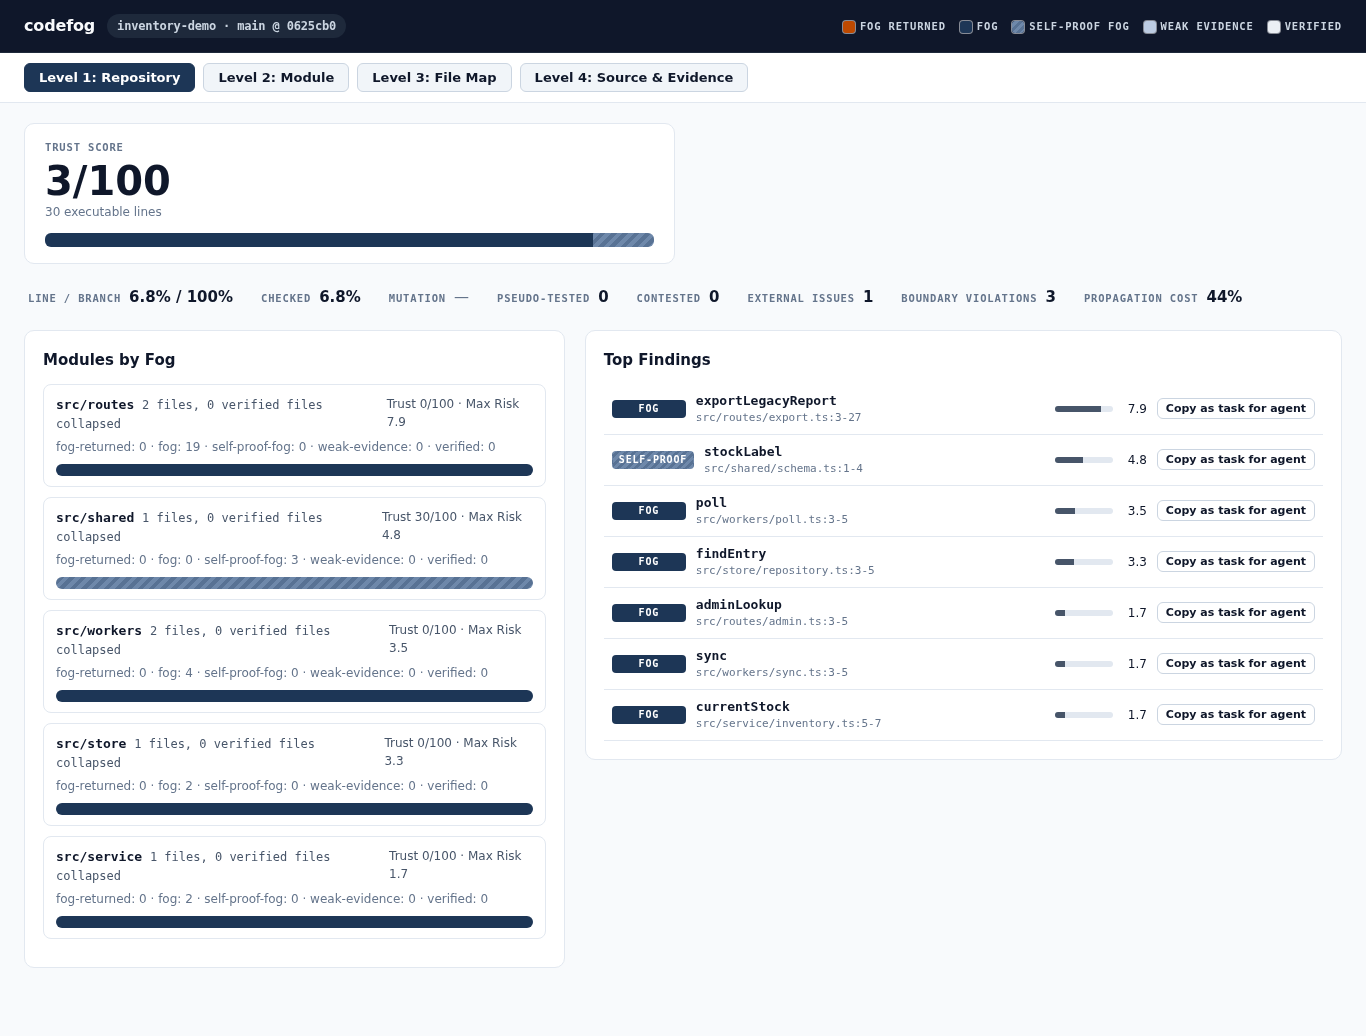 codefog inventory-demo · main @ 0625cb0 FOG RETURNED FOG SELF-PROOF FOG WEAK EVIDENCE VERIFIED
Level 1: Repository Level 2: Module Level 3: File Map Level 4: Source & Evidence
TRUST SCORE
3/100
30 executable lines
LINE / BRANCH 6.8% / 100% CHECKED 6.8% MUTATION — PSEUDO-TESTED 0 CONTESTED 0 EXTERNAL ISSUES 1 BOUNDARY VIOLATIONS 3 PROPAGATION COST 44%
Modules by Fog
src/routes 2 files, 0 verified files collapsed
Trust 0/100 · Max Risk 7.9
fog-returned: 0 · fog: 19 · self-proof-fog: 0 · weak-evidence: 0 · verified: 0
src/shared 1 files, 0 verified files collapsed
Trust 30/100 · Max Risk 4.8
fog-returned: 0 · fog: 0 · self-proof-fog: 3 · weak-evidence: 0 · verified: 0
src/workers 2 files, 0 verified files collapsed
Trust 0/100 · Max Risk 3.5
fog-returned: 0 · fog: 4 · self-proof-fog: 0 · weak-evidence: 0 · verified: 0
src/store 1 files, 0 verified files collapsed
Trust 0/100 · Max Risk 3.3
fog-returned: 0 · fog: 2 · self-proof-fog: 0 · weak-evidence: 0 · verified: 0
src/service 1 files, 0 verified files collapsed
Trust 0/100 · Max Risk 1.7
fog-returned: 0 · fog: 2 · self-proof-fog: 0 · weak-evidence: 0 · verified: 0
Top Findings
FOG exportLegacyReport 7.9 Copy as task for agent
src/routes/export.ts:3-27
SELF-PROOF stockLabel 4.8 Copy as task for agent
src/shared/schema.ts:1-4
FOG poll 3.5 Copy as task for agent
src/workers/poll.ts:3-5
FOG findEntry 3.3 Copy as task for agent
src/store/repository.ts:3-5
FOG adminLookup 1.7 Copy as task for agent
src/routes/admin.ts:3-5
FOG sync 1.7 Copy as task for agent
src/workers/sync.ts:3-5
FOG currentStock 1.7 Copy as task for agent
src/service/inventory.ts:5-7